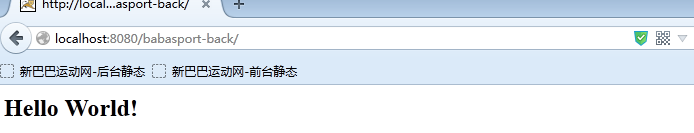 http://local...asport-back/
localhost:8080/babasport-back/
新巴巴运动网-后台静态 新巴巴运动网-前台静态
Hello World!